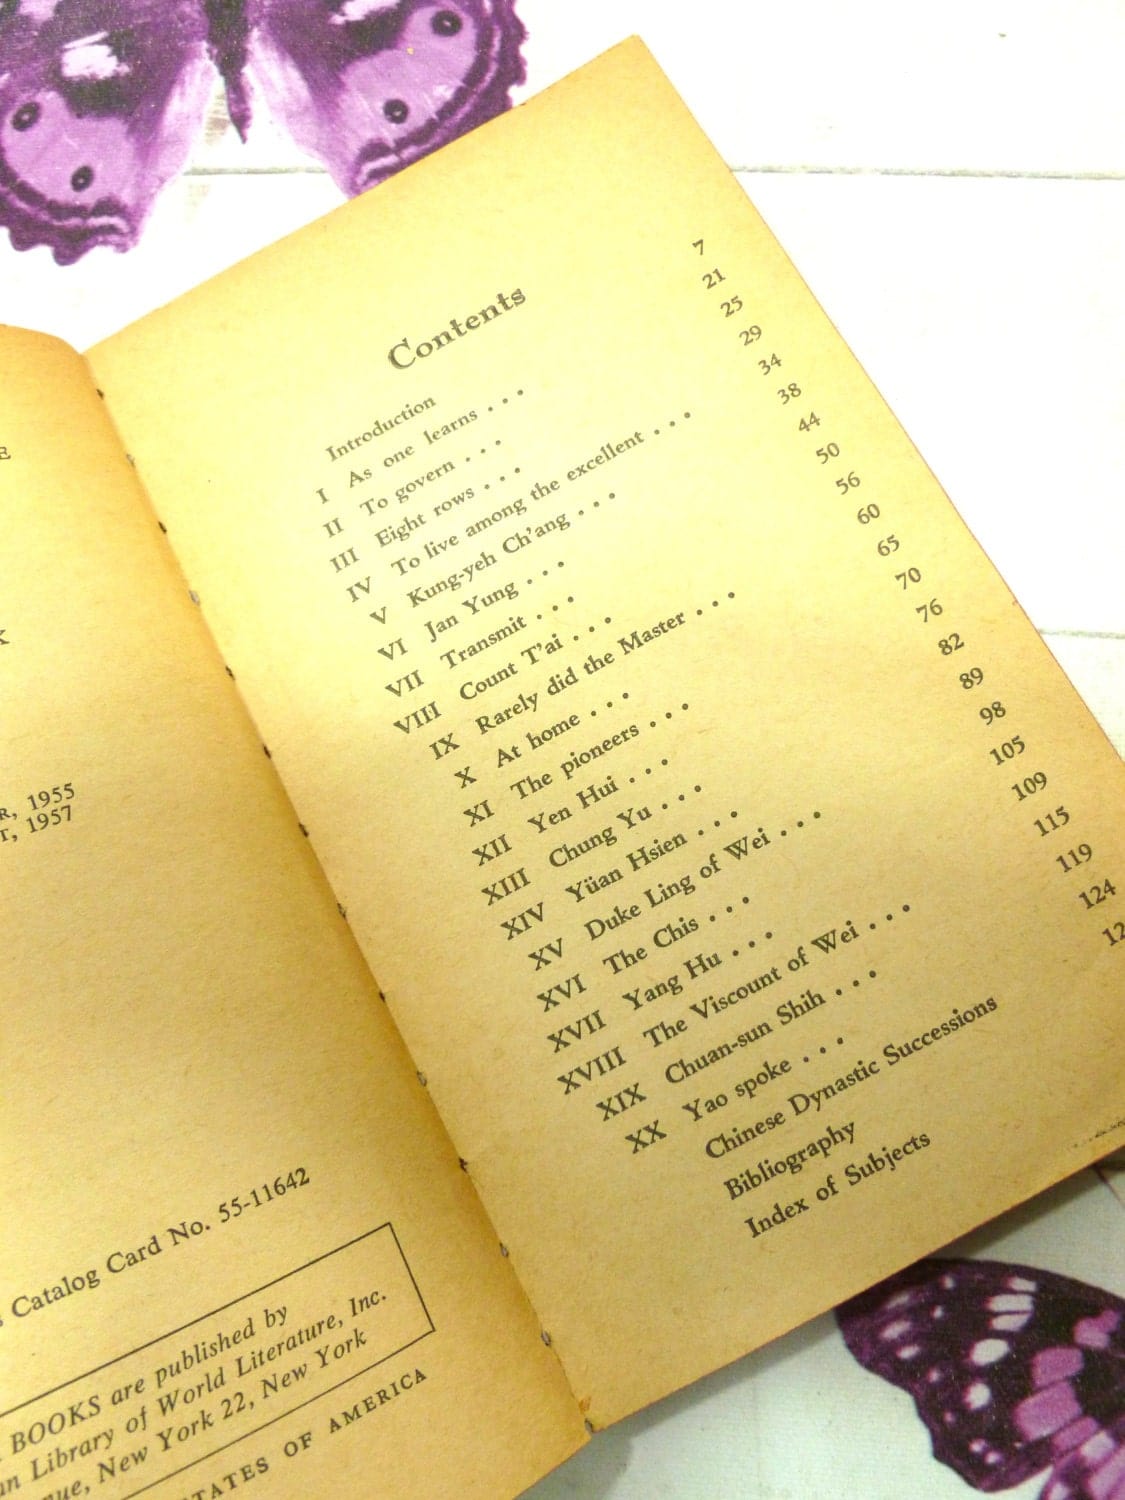 1955
1957
Catalog Card No. 55-11642
BOOKS are published by
Library of World Literature, Inc.
New York 22, New York
STATES OF AMERICA
Contents
Introduction 7
I As one learns . . . 21
II To govern . . . 25
III Eight rows . . . 29
IV To live among the excellent . . . 34
V Kung-yeh Ch'ang . . . 38
VI Jan Yung . . . 44
VII Transmit . . . 50
VIII Count T'ai . . . 56
IX Rarely did the Master . . . 60
X At home . . . 65
XI The pioneers . . . 70
XII Yen Hui . . . 76
XIII Chung Yu . . . 82
XIV Yüan Hsien . . . 89
XV Duke Ling of Wei . . . 98
XVI The Chis . . . 105
XVII Yang Hu . . . 109
XVIII The Viscount of Wei . . . 115
XIX Chuan-sun Shih . . . 119
XX Yao spoke . . . 124
Chinese Dynastic Successions
Bibliography
Index of Subjects